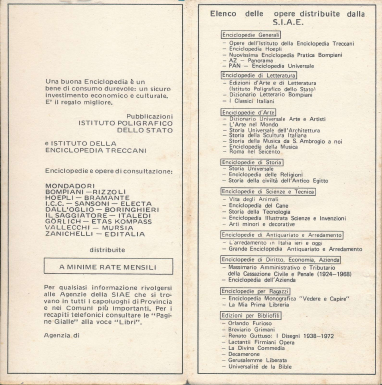 Una buona Enciclopedia è un
bene di consumo durevole: un sicuro
investimento economico e culturale.
E' il regalo migliore.
Pubblicazioni
ISTITUTO POLIGRAFICO
DELLO STATO
e ISTITUTO DELLA
ENCICLOPEDIA TRECCANI
Enciclopedie e opere di consultazione:
MONDADORI
BOMPIANI — RIZZOLI
HOEPLI — BRAMANTE
I.E.C. — SANSONI — ELECTA
DALL'OGLIO — BORINGHIERI
IL SAGGIATORE — ITALEDI
GÖRLICH — ETAS KOMPASS
VALLECCHI — MURSIA
ZANICHELLI — EDITALIA
distribuite
A MINIME RATE MENSILI
Per qualsiasi informazione rivolgersi
alle Agenzie della SIAE che si tro-
vano in tutti i capoluoghi di Provincia
e nei Comuni più importanti. Per i
recapiti telefonici consultare le "Pagi-
ne Gialle" alla voce "Libri".
Agenzia di
Elenco delle opere distribuite dalla
S.I.A.E.
Enciclopedie Generali
— Opere dell'Istituto della Enciclopedia Treccani
— Enciclopedia Hoepli
— Nuovissima Enciclopedia Pratica Bompiani
— AZ — Panorama
— PAN — Enciclopedia Universale
Enciclopedie di Letteratura
— Edizioni d'Arte e di Letteratura
(Istituto Poligrafico dello Stato)
— Dizionario Letterario Bompiani
— I Classici Italiani
Enciclopedie d'Arte
— Dizionario Universale Arte e Artisti
— L'Arte nel Mondo
— Storia Universale dell'Architettura
— Storia della Scultura Italiana
— Storia della Musica da S. Ambrogio a noi
— Enciclopedia della Musica
— Roma nel Seicento
Enciclopedie di Storia
— Storia Universale
— Enciclopedia delle Religioni
— Storia della civiltà dell'Antico Egitto
Enciclopedie di Scienza e Tecnica
— Vita degli Animali
— Enciclopedia del Cane
— Storia della Tecnologia
— Enciclopedia Illustrata Scienze e Invenzioni
— Arti minori e decorative
Enciclopedie di Antiquariato e Arredamento
— L'arredamento in Italia ieri e oggi
— Grande Enciclopedia Antiquariato e Arredamento
Enciclopedie di Diritto, Economia, Azienda
— Massimario Amministrativo e Tributario
della Cassazione Civile e Penale (1924—1968)
— Enciclopedia dell'Azienda
Enciclopedie per Ragazzi
— Enciclopedia Monografica "Vedere e Capire"
— La Mia Prima Libreria
Edizioni per Bibliofili
— Orlando Furioso
— Breviario Grimani
— Renato Guttuso: I Disegni 1938—1972
— Lactantii Firmiani Opera
— La Divina Commedia
— Decamerone
— Gerusalemme Liberata
— Universalité de la Bible